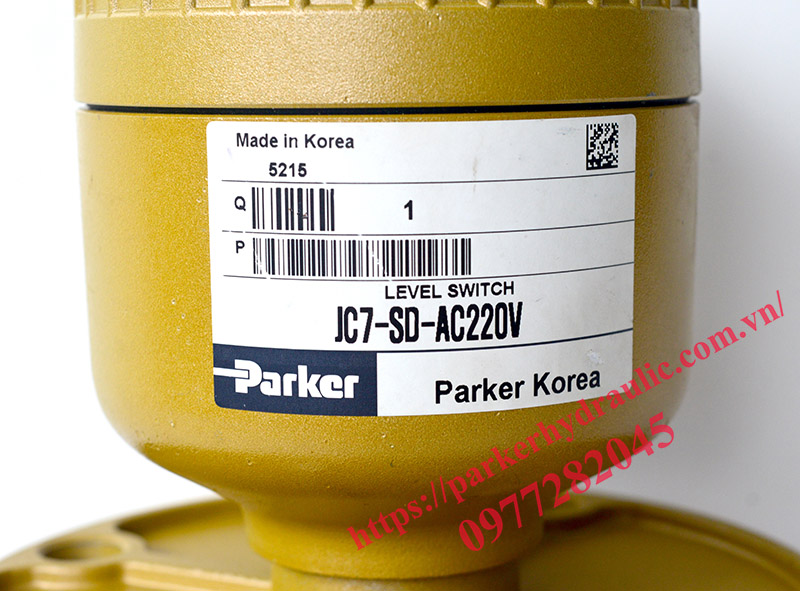 Made in Korea
5215
Q 1
P
LEVEL SWITCH
JC7-SD-AC220V
Parker
Parker Korea
https://parkerhydraulic.com.vn/
0977282045